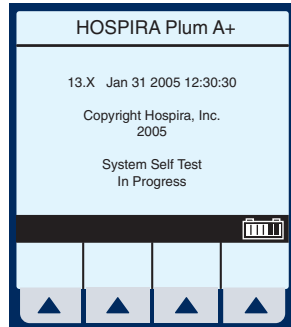 HOSPIRA Plum A+
13.X Jan 31 2005 12:30:30
Copyright Hospira, Inc.
2005
System Self Test
In Progress